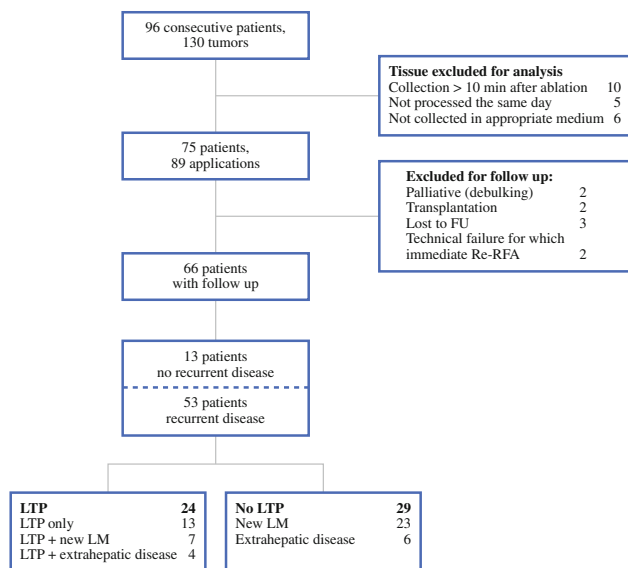 96 consecutive patients,
130 tumors
Tissue excluded for analysis
Collection > 10 min after ablation 10
Not processed the same day 5
Not collected in appropriate medium 6
75 patients,
89 applications
Excluded for follow up:
Palliative (debulking) 2
Transplantation 2
Lost to FU 3
Technical failure for which
immediate Re-RFA 2
66 patients
with follow up
13 patients
no recurrent disease
53 patients
recurrent disease
LTP 24
LTP only 13
LTP + new LM 7
LTP + extrahepatic disease 4
No LTP 29
New LM 23
Extrahepatic disease 6